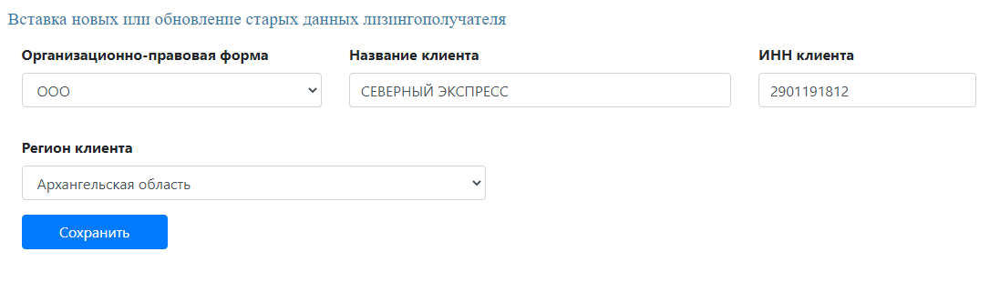 Вставка новых или обновление старых данных лизингополучателя
Организационно-правовая форма Название клиента ИНН клиента
ООО СЕВЕРНЫЙ ЭКСПРЕСС 2901191812
Регион клиента
Архангельская область
Сохранить